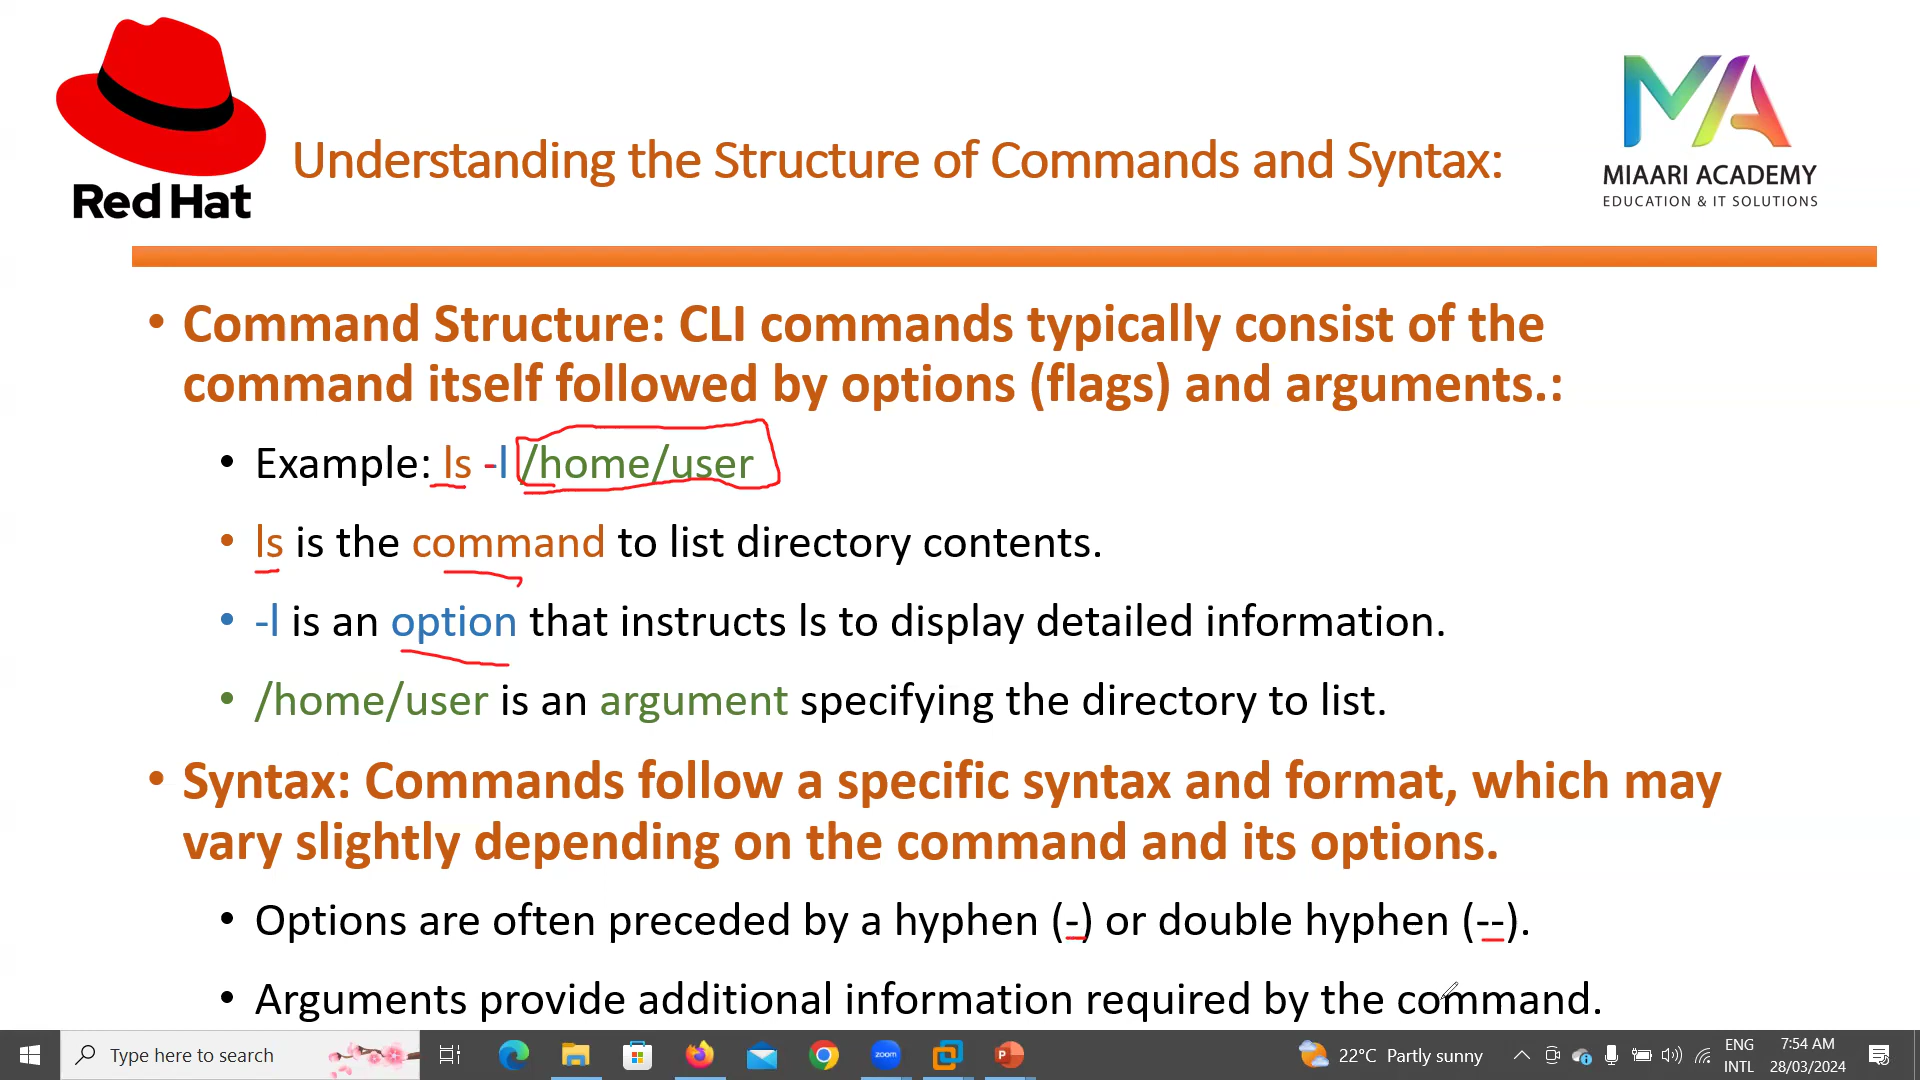 Red Hat
Understanding the Structure of Commands and Syntax:
MA
MIAARI ACADEMY
EDUCATION & IT SOLUTIONS
• Command Structure: CLI commands typically consist of the
command itself followed by options (flags) and arguments.:
• Example: ls -l /home/user
• ls is the command to list directory contents.
• -l is an option that instructs ls to display detailed information.
• /home/user is an argument specifying the directory to list.
• Syntax: Commands follow a specific syntax and format, which may
vary slightly depending on the command and its options.
• Options are often preceded by a hyphen (-) or double hyphen (--).
• Arguments provide additional information required by the command.
Type here to search
zoom
22°C Partly sunny
ENG
INTL
7:54 AM
28/03/2024